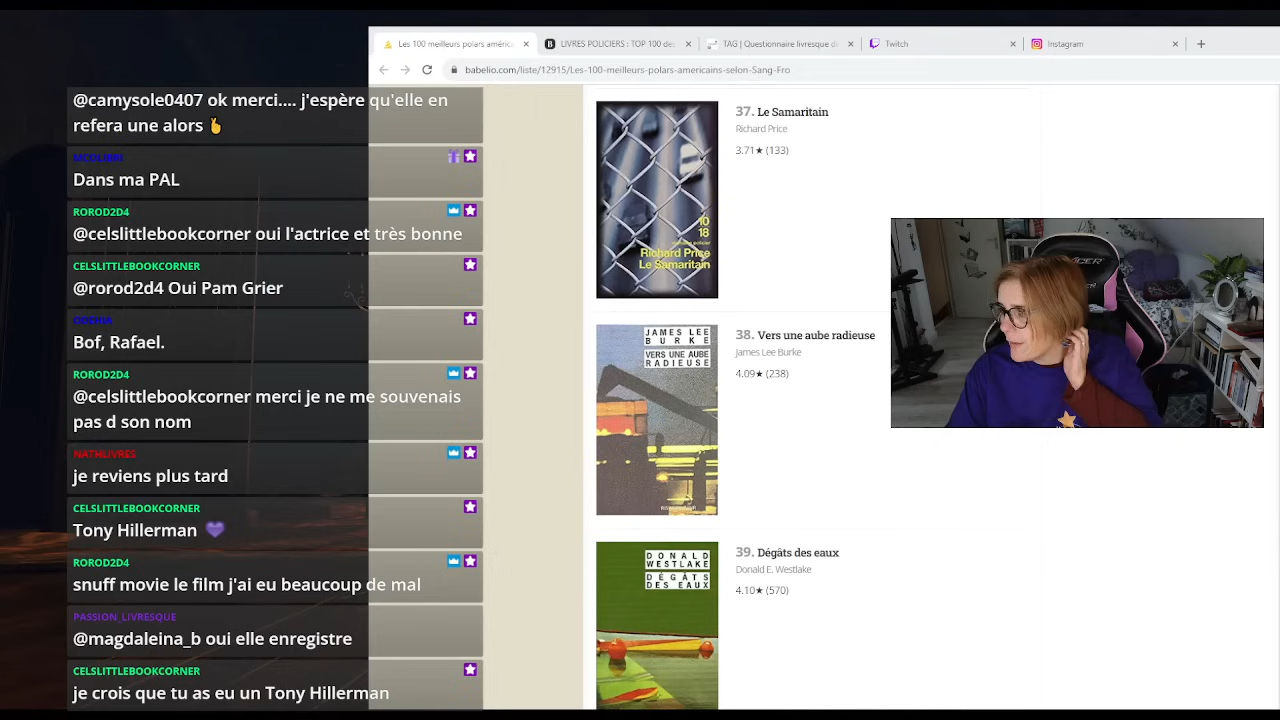 Les 100 meilleurs polars améric
LIVRES POLICIERS : TOP 100 des
TAG | Questionnaire livresque di
Twitch
Instagram
babelio.com/liste/12915/Les-100-meilleurs-polars-americains-selon-Sang-Fro
@camysole0407 ok merci.... j'espère qu'elle en
refera une alors
Dans ma PAL
ROROD2D4
@celslittlebookcorner oui l'actrice et très bonne
CELSLITTLEBOOKCORNER
@rorod2d4 Oui Pam Grier
Bof, Rafael.
ROROD2D4
@celslittlebookcorner merci je ne me souvenais
pas d son nom
NATHLIVRES
je reviens plus tard
CELSLITTLEBOOKCORNER
Tony Hillerman
ROROD2D4
snuff movie le film j'ai eu beaucoup de mal
PASSION_LIVRESQUE
@magdaleina_b oui elle enregistre
CELSLITTLEBOOKCORNER
je crois que tu as eu un Tony Hillerman
10
18
Richard Price
Le Samaritain
37. Le Samaritain
Richard Price
3.71★ (133)
JAMES LEE
BURKE
VERS UNE AUBE
RADIEUSE
38. Vers une aube radieuse
James Lee Burke
4.09★ (238)
DONALD
WESTLAKE
DÉGÂTS
DES EAUX
39. Dégâts des eaux
Donald E. Westlake
4.10★ (570)